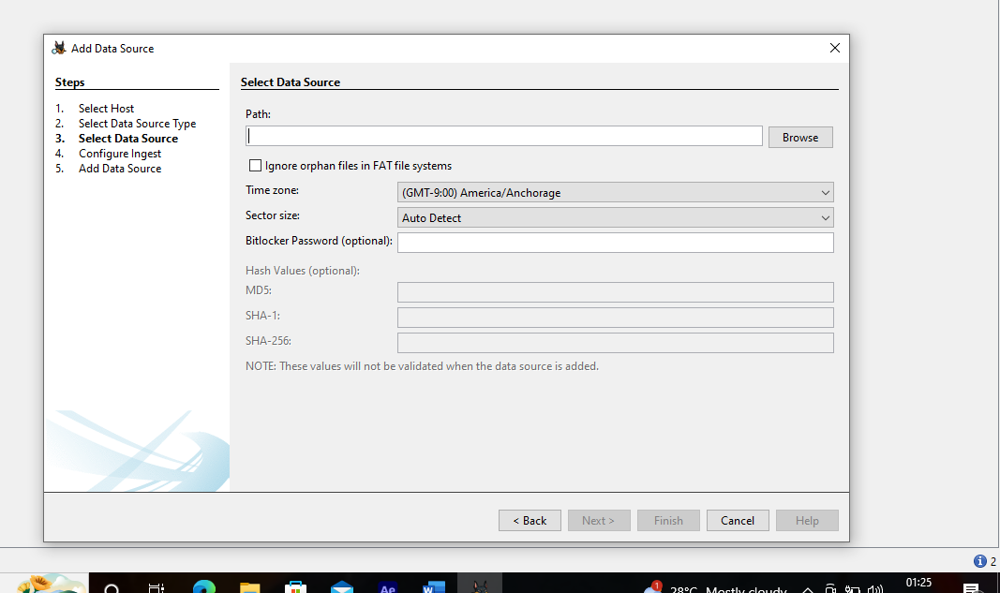 Add Data Source
Steps
1. Select Host
2. Select Data Source Type
3. Select Data Source
4. Configure Ingest
5. Add Data Source
Select Data Source
Path:
Browse
Ignore orphan files in FAT file systems
Time zone:
(GMT-9:00) America/Anchorage
Sector size:
Auto Detect
Bitlocker Password (optional):
Hash Values (optional):
MD5:
SHA-1:
SHA-256:
NOTE: These values will not be validated when the data source is added.
< Back
Next >
Finish
Cancel
Help
2
Ae
W
1
28°C Mostly cloudy
01:25